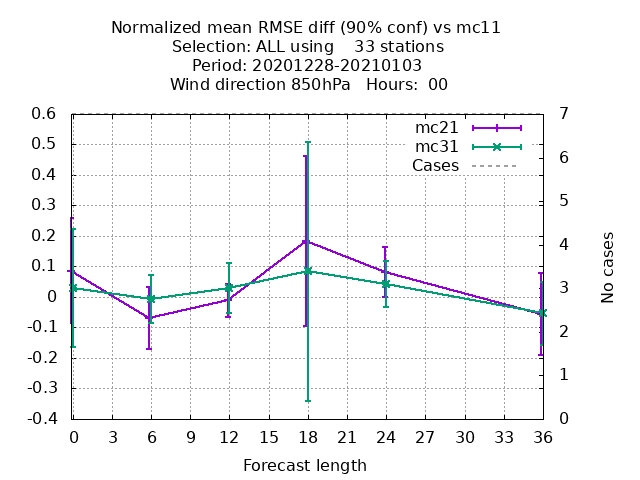 Normalized mean RMSE diff (90% conf) vs mc11
Selection: ALL using 33 stations
Period: 20201228-20210103
Wind direction 850hPa Hours: 00
mc21
mc31
Cases
0.6
0.5
0.4
0.3
0.2
0.1
0
-0.1
-0.2
-0.3
-0.4
7
6
5
4
3
2
1
0
No cases
0 3 6 9 12 15 18 21 24 27 30 33 36
Forecast length